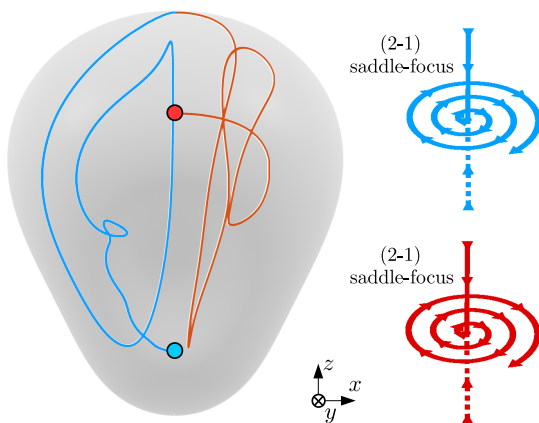 (2-1)
saddle-focus
(2-1)
saddle-focus
z
x
y